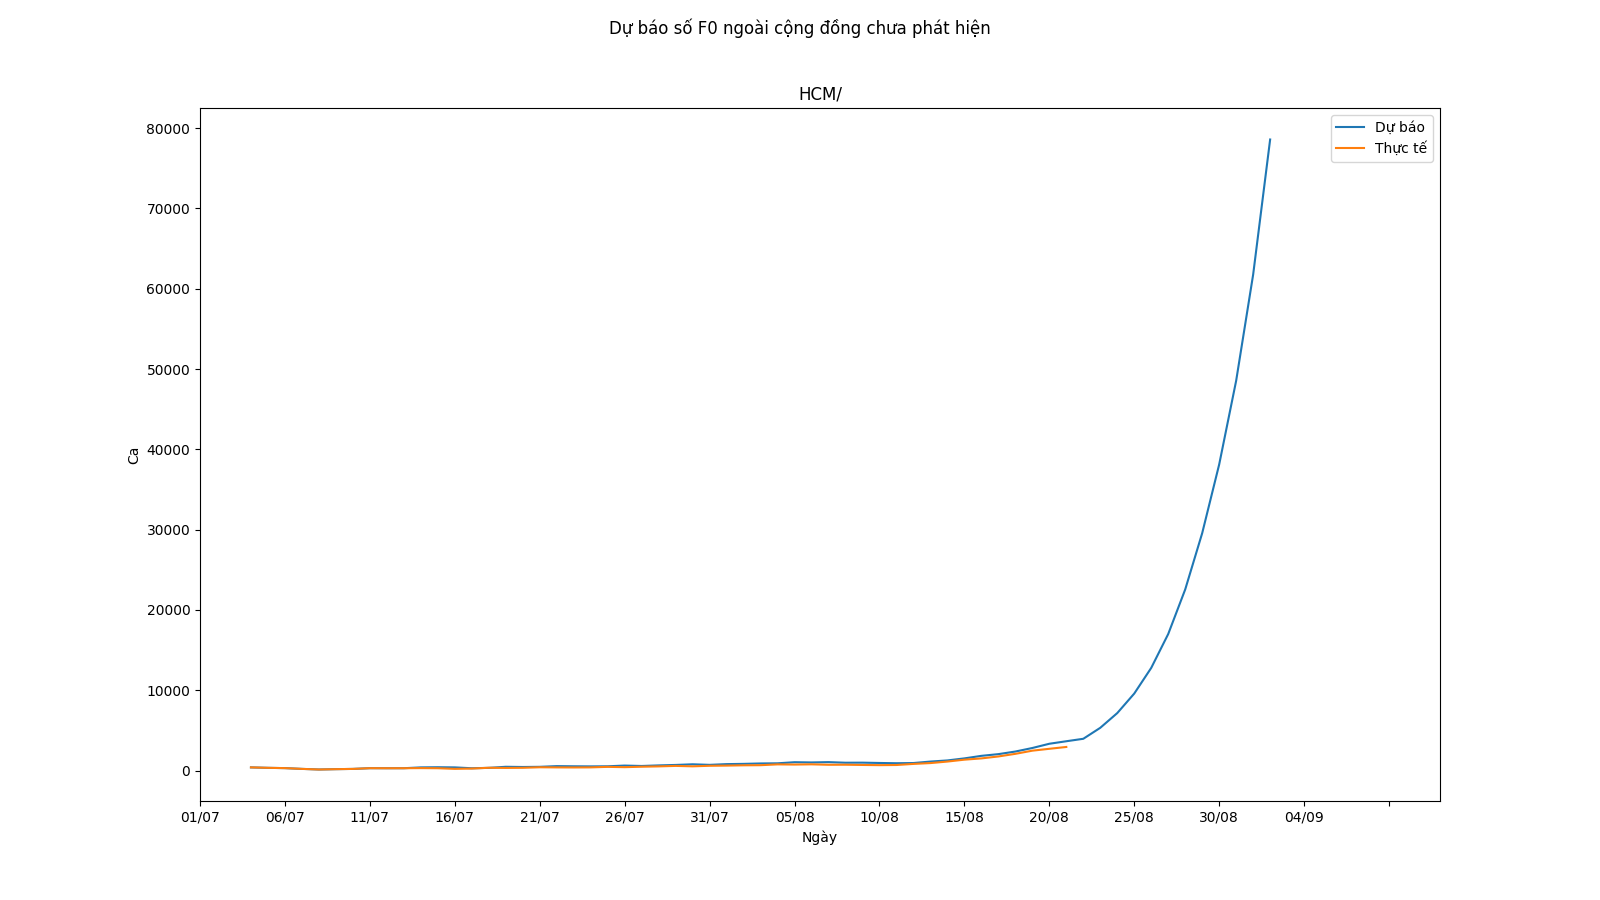 Dự báo số F0 ngoài cộng đồng chưa phát hiện
HCM/
80000
70000
60000
50000
40000
30000
20000
10000
0
Ca
Dự báo
Thực tế
01/07 06/07 11/07 16/07 21/07 26/07 31/07 05/08 10/08 15/08 20/08 25/08 30/08 04/09
Ngày